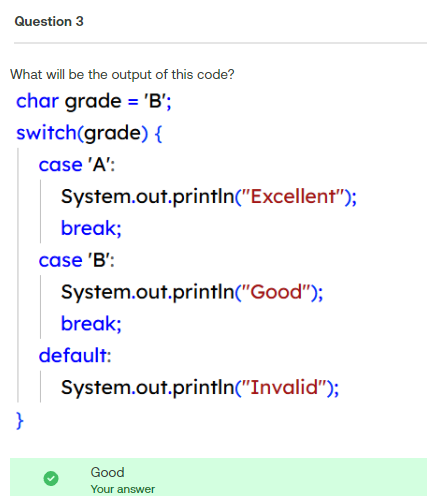 Question 3
What will be the output of this code?
char grade = 'B';
switch(grade) {
case 'A':
System.out.println("Excellent");
break;
case 'B':
System.out.println("Good");
break;
default:
System.out.println("Invalid");
}
Good
Your answer